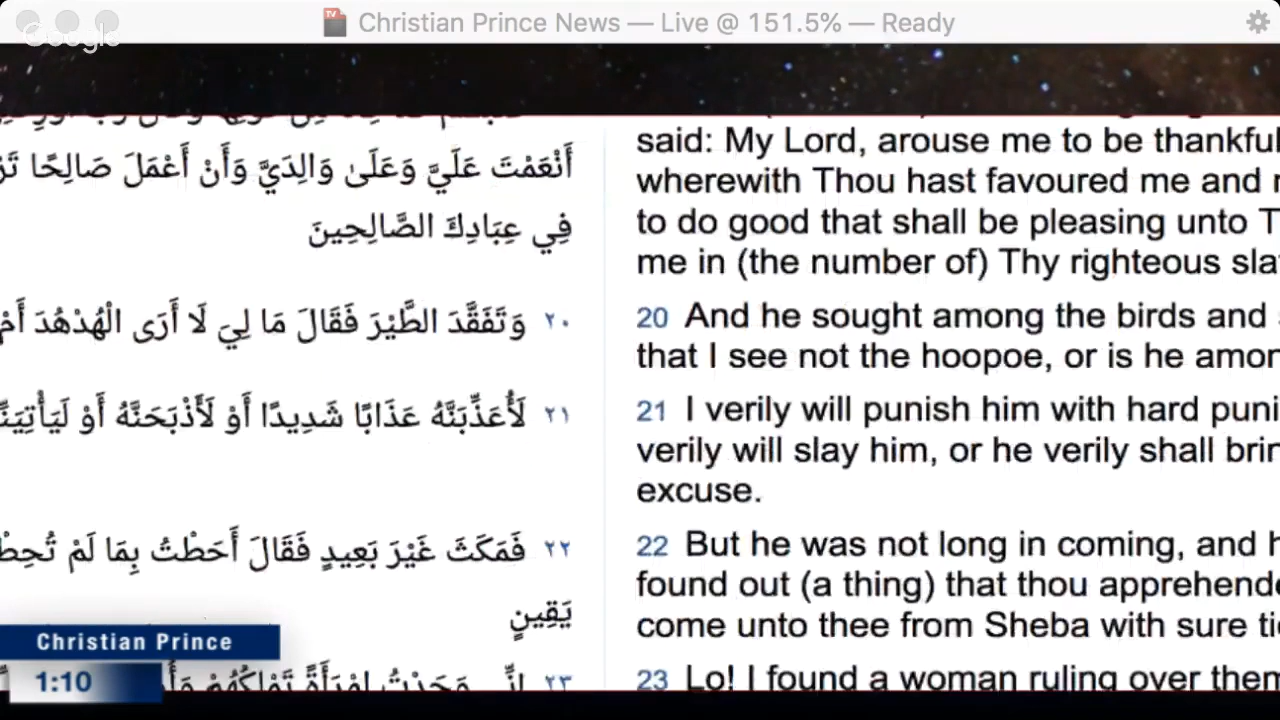 Christian Prince News — Live @ 151.5% — Ready
Google
أَنْعَمْتَ عَلَيَّ وَعَلَىٰ وَالِدَيَّ وَأَنْ أَعْمَلَ صَالِحًا
فِي عِبَادِكَ الصَّالِحِينَ
٢٠ وَتَفَقَّدَ الطَّيْرَ فَقَالَ مَا لِيَ لَا أَرَى الْهُدْهُدَ أَمْ
٢١ لَأُعَذِّبَنَّهُ عَذَابًا شَدِيدًا أَوْ لَأَذْبَحَنَّهُ أَوْ
٢٢ فَمَكَثَ غَيْرَ بَعِيدٍ فَقَالَ أَحَطْتُ بِمَا لَمْ
يَقِينٍ
٢٣
said: My Lord, arouse me to be thankful
wherewith Thou hast favoured me and
to do good that shall be pleasing unto
me in (the number of) Thy righteous
20 And he sought among the birds and
that I see not the hoopoe, or is he
21 I verily will punish him with hard
verily will slay him, or he verily shall
excuse.
22 But he was not long in coming, and
found out (a thing) that thou
come unto thee from Sheba with sure
23 Lo! I found a woman ruling over them
Christian Prince
1:10